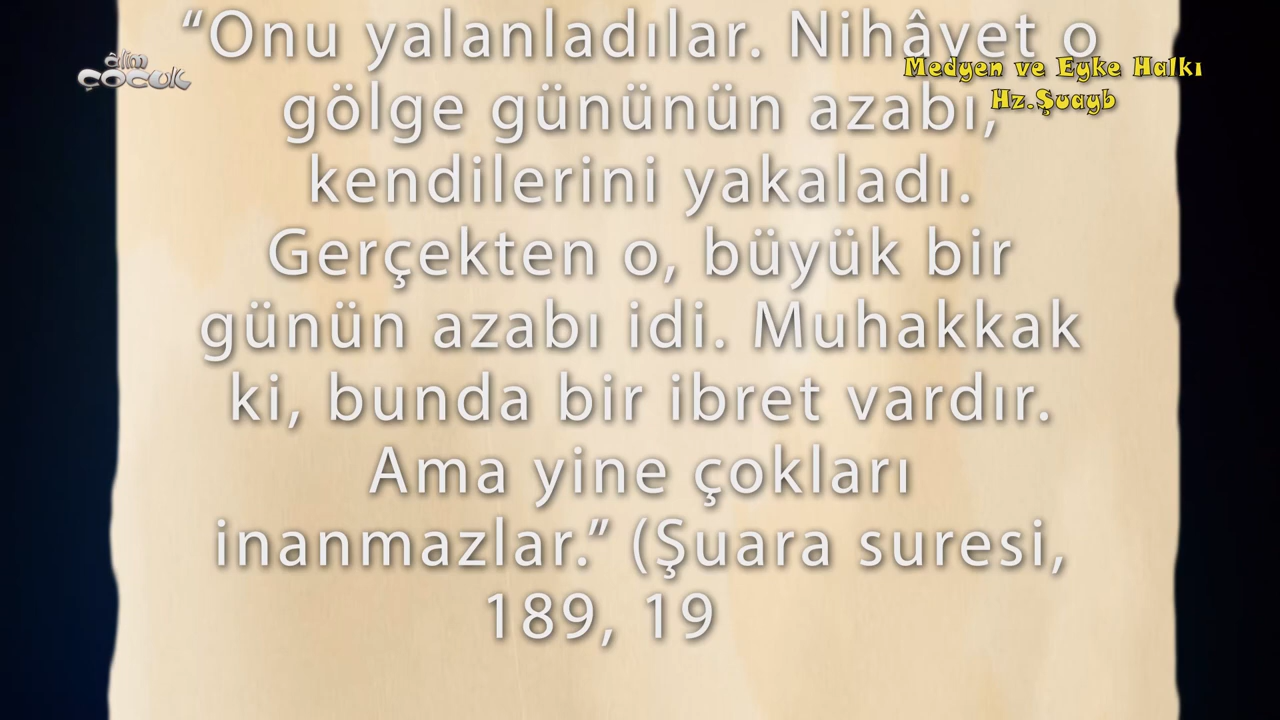 “Onu yalanladılar. Nihâyet o
gölge gününün azabı,
kendilerini yakaladı.
Gerçekten o, büyük bir
günün azabı idi. Muhakkak
ki, bunda bir ibret vardır.
Ama yine çokları
inanmazlar.” (Şuara suresi,
189, 19
âlim
ÇOCUK
Medyen ve Eyke Halkı
Hz.Şuayb